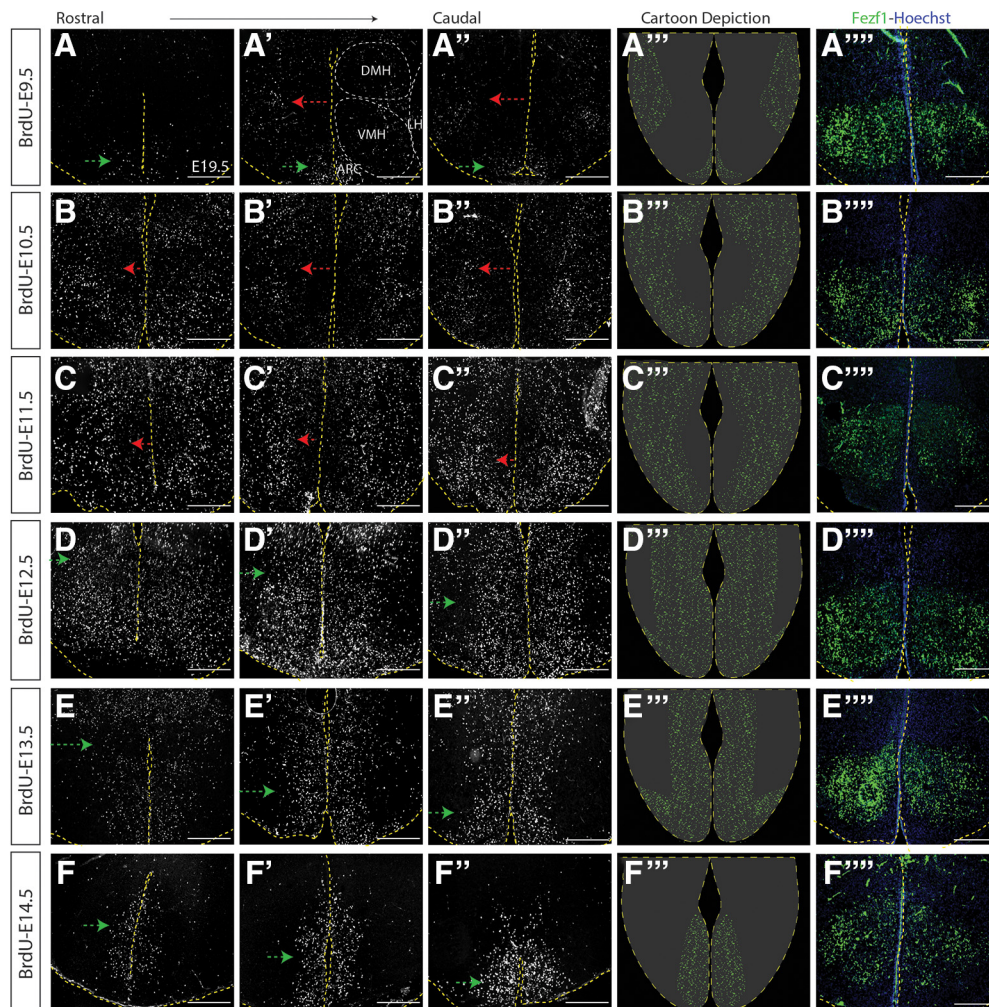 Rostral Caudal Cartoon Depiction Fezf1-Hoechst
BrdU-E9.5
A A’ A’’ A’’’ A’’’’
DMH
VMH
LH
ARC
E19.5
BrdU-E10.5
B B’ B’’ B’’’ B’’’’
BrdU-E11.5
C C’ C’’ C’’’ C’’’’
BrdU-E12.5
D D’ D’’ D’’’ D’’’’
BrdU-E13.5
E E’ E’’ E’’’ E’’’’
BrdU-E14.5
F F’ F’’ F’’’ F’’’’